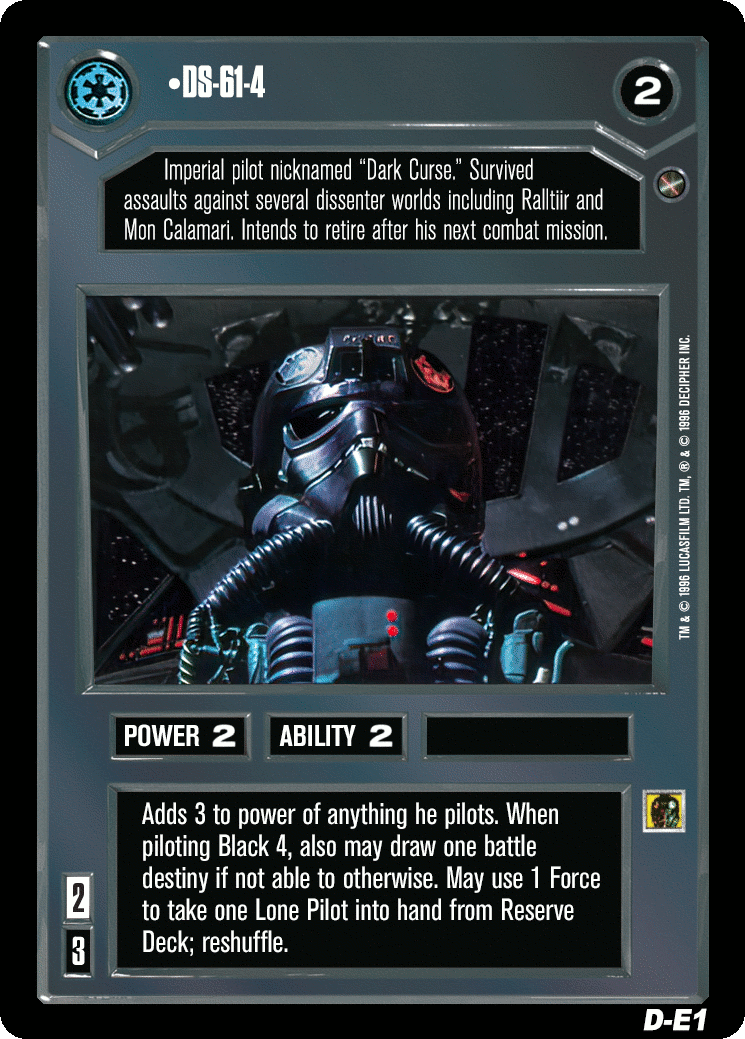 •DS-61-4
2
Imperial pilot nicknamed “Dark Curse.” Survived
assaults against several dissenter worlds including Ralltiir and
Mon Calamari. Intends to retire after his next combat mission.
TM & © 1996 LUCASFILM LTD. TM, ® & © 1996 DECIPHER INC.
POWER 2
ABILITY 2
Adds 3 to power of anything he pilots. When
piloting Black 4, also may draw one battle
destiny if not able to otherwise. May use 1 Force
to take one Lone Pilot into hand from Reserve
Deck; reshuffle.
2
3
D-E1